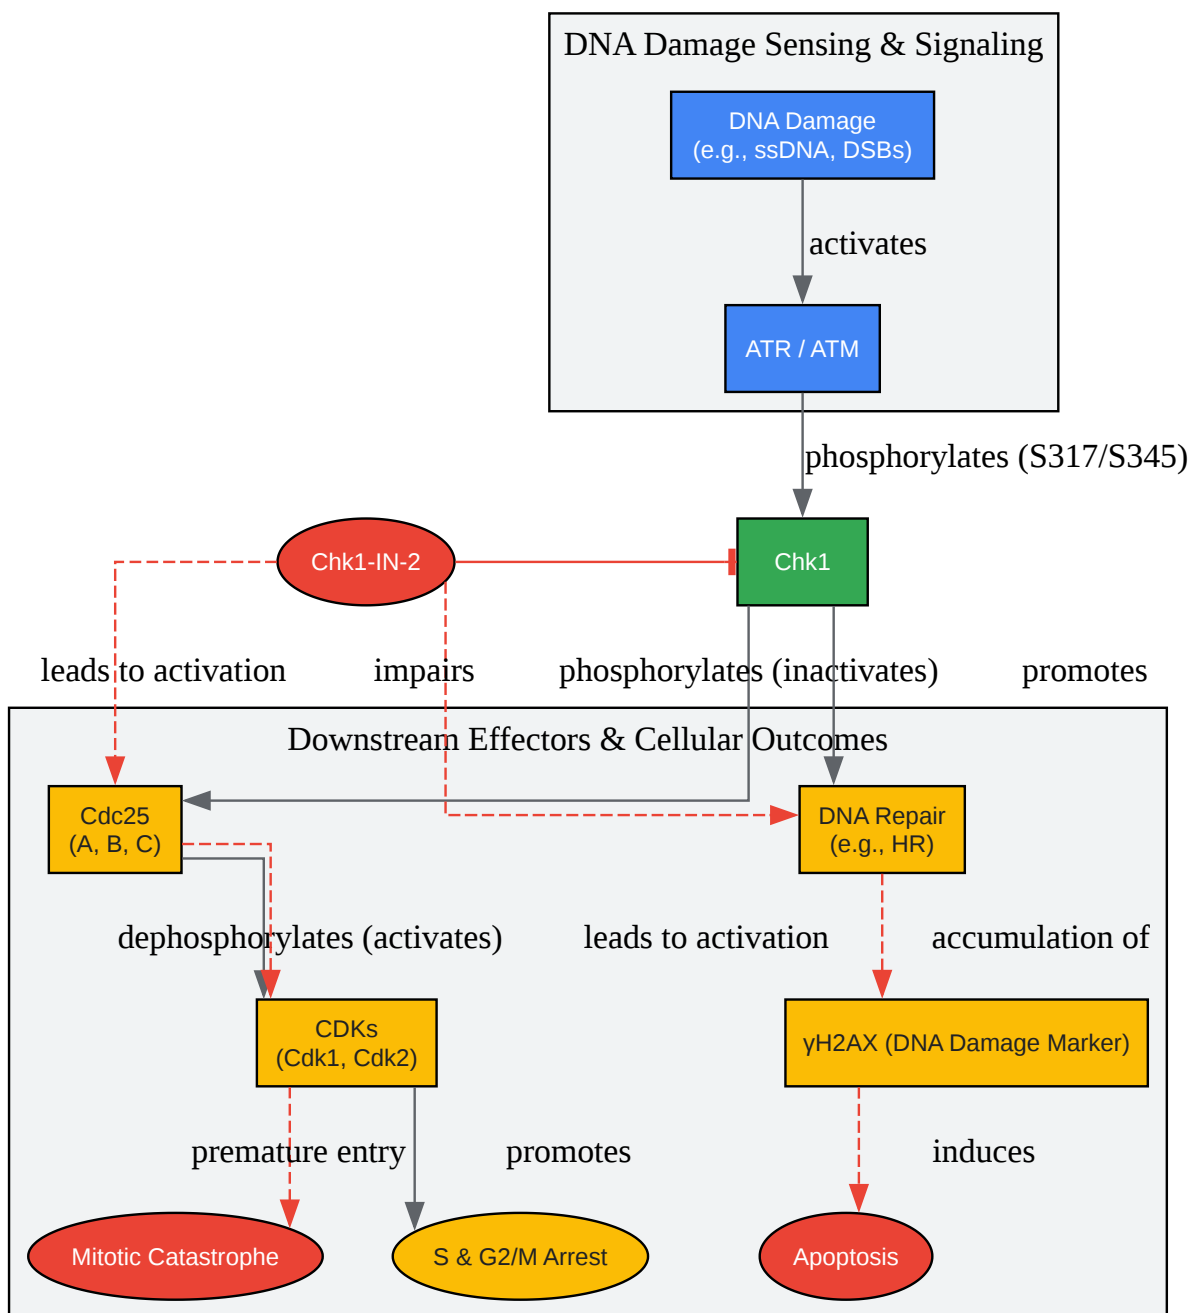 DNA Damage Sensing & Signaling
DNA Damage
(e.g., ssDNA, DSBs)
activates
ATR / ATM
phosphorylates (S317/S345)
Chk1-IN-2
Chk1
leads to activation
impairs
phosphorylates (inactivates)
promotes
Downstream Effectors & Cellular Outcomes
Cdc25
(A, B, C)
DNA Repair
(e.g., HR)
dephosphorylates (activates)
leads to activation
accumulation of
CDKs
(Cdk1, Cdk2)
γH2AX (DNA Damage Marker)
premature entry
promotes
induces
Mitotic Catastrophe
S & G2/M Arrest
Apoptosis